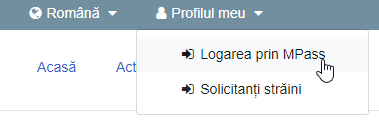 Română
Profilul meu
Logarea prin MPass
Acasă
Act
Solicitanți străini